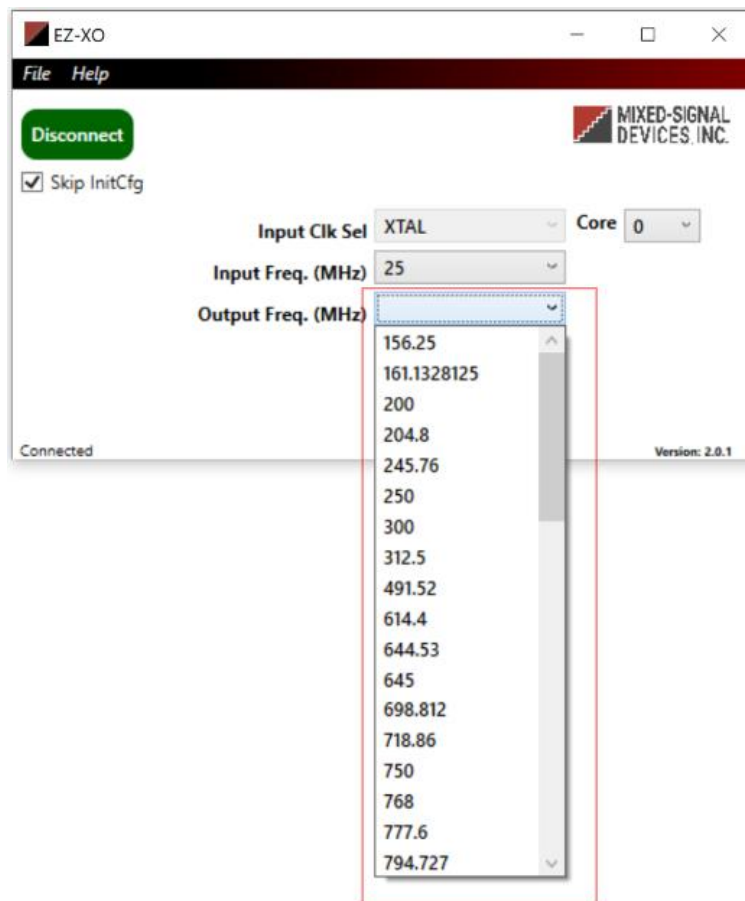 EZ-XO
File Help
Disconnect
MIXED-SIGNAL
DEVICES, INC.
Skip InitCfg
Input Clk Sel XTAL Core 0
Input Freq. (MHz) 25
Output Freq. (MHz)
156.25
161.1328125
200
204.8
245.76
250
300
312.5
491.52
614.4
644.53
645
698.812
718.86
750
768
777.6
794.727
Connected
Version: 2.0.1